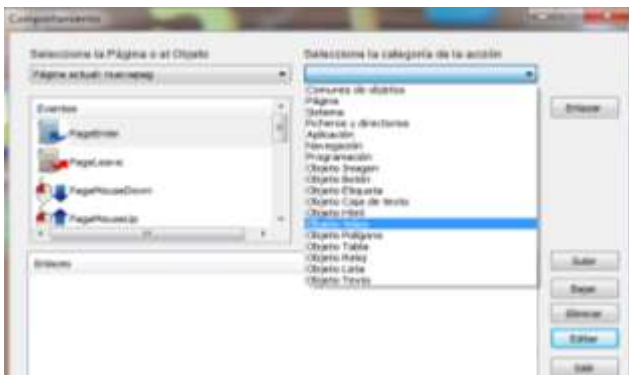 Comportamiento
Seleccione la Página o el Objeto
Seleccione la categoría de la acción
Página actual:
Eventos
PageEnter
PageLeave
PageMouseDown
PageMouseUp
Comunes de objetos
Página
Sistema
Ficheros y directorios
Aplicación
Navegación
Programación
Objeto Imagen
Objeto Botón
Objeto Etiqueta
Objeto Caja de texto
Objeto Html
Objeto
Objeto Polígono
Objeto Tabla
Objeto Reloj
Objeto Lista
Objeto Texto
Enlazar
Enlaces
Subir
Bajar
Eliminar
Editar
Salir